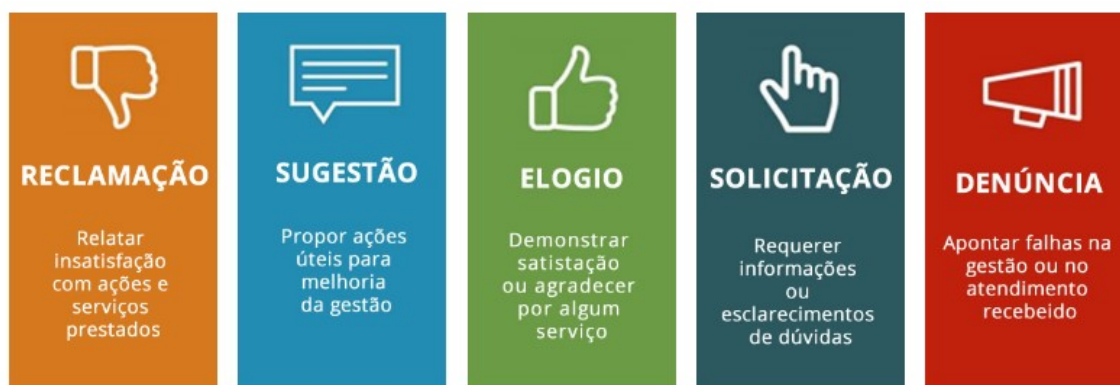 RECLAMAÇÃO
Relatar
insatisfação
com ações e
serviços
prestados
SUGESTÃO
Propor ações
úteis para
melhoria
da gestão
ELOGIO
Demonstrar
satistação
ou agradecer
por algum
serviço
SOLICITAÇÃO
Requerer
informações
ou
esclarecimentos
de dúvidas
DENÚNCIA
Apontar falhas na
gestão ou no
atendimento
recebeido